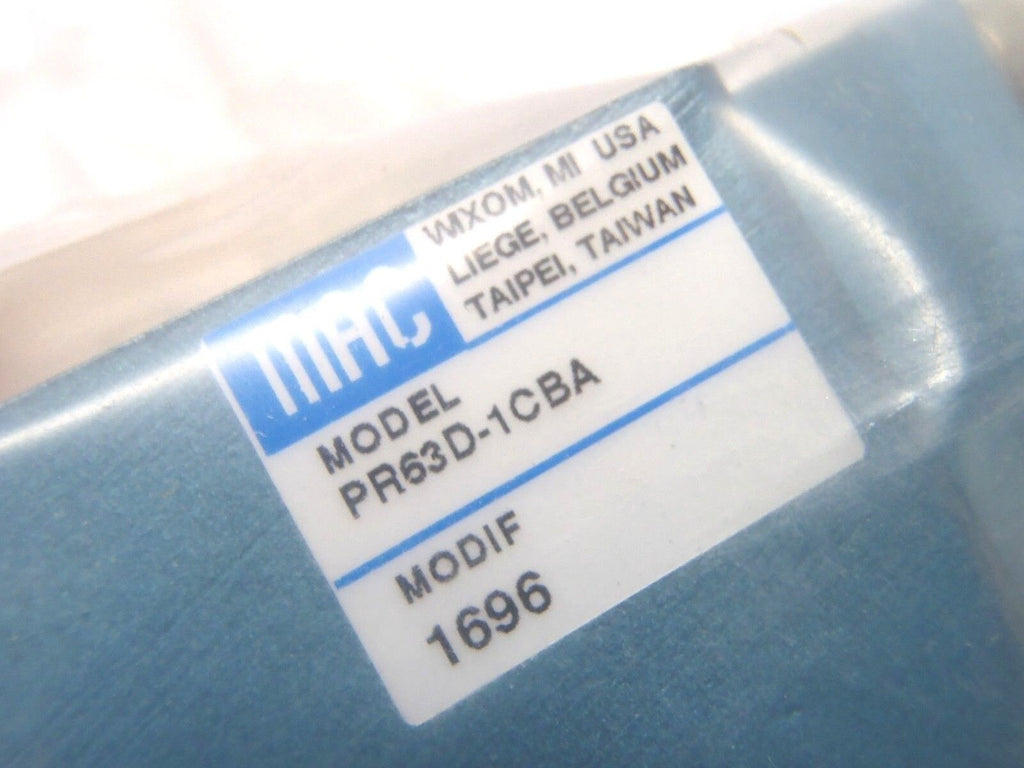 MAC
WIXOM, MI USA
LIEGE, BELGIUM
TAIPEI, TAIWAN
MODEL
PR63D-1CBA
MODIF
1696